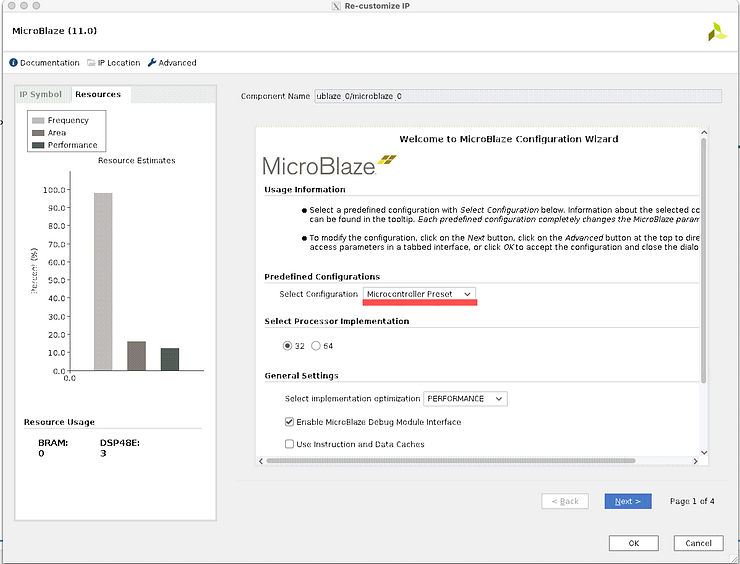 Re-customize IP
MicroBlaze (11.0)
Documentation IP Location Advanced
IP Symbol Resources
Frequency
Area
Performance
Resource Estimates
100.0
90.0
80.0
70.0
60.0
50.0
40.0
30.0
20.0
10.0
0.0
0.0
Percent (%)
Resource Usage
BRAM: DSP48E:
0 3
Component Name ublaze_0/microblaze_0
Welcome to MicroBlaze Configuration Wizard
MicroBlaze
Usage Information
Select a predefined configuration with Select Configuration below. Information about the selected cc
can be found in the tooltip. Each predefined configuration completely changes the MicroBlaze param
To modify the configuration, click on the Next button, click on the Advanced button at the top to dire
access parameters in a tabbed interface, or click OK to accept the configuration and close the dialo
Predefined Configurations
Select Configuration Microcontroller Preset
Select Processor Implementation
32 64
General Settings
Select implementation optimization PERFORMANCE
Enable MicroBlaze Debug Module Interface
Use Instruction and Data Caches
< Back Next > Page 1 of 4
OK Cancel